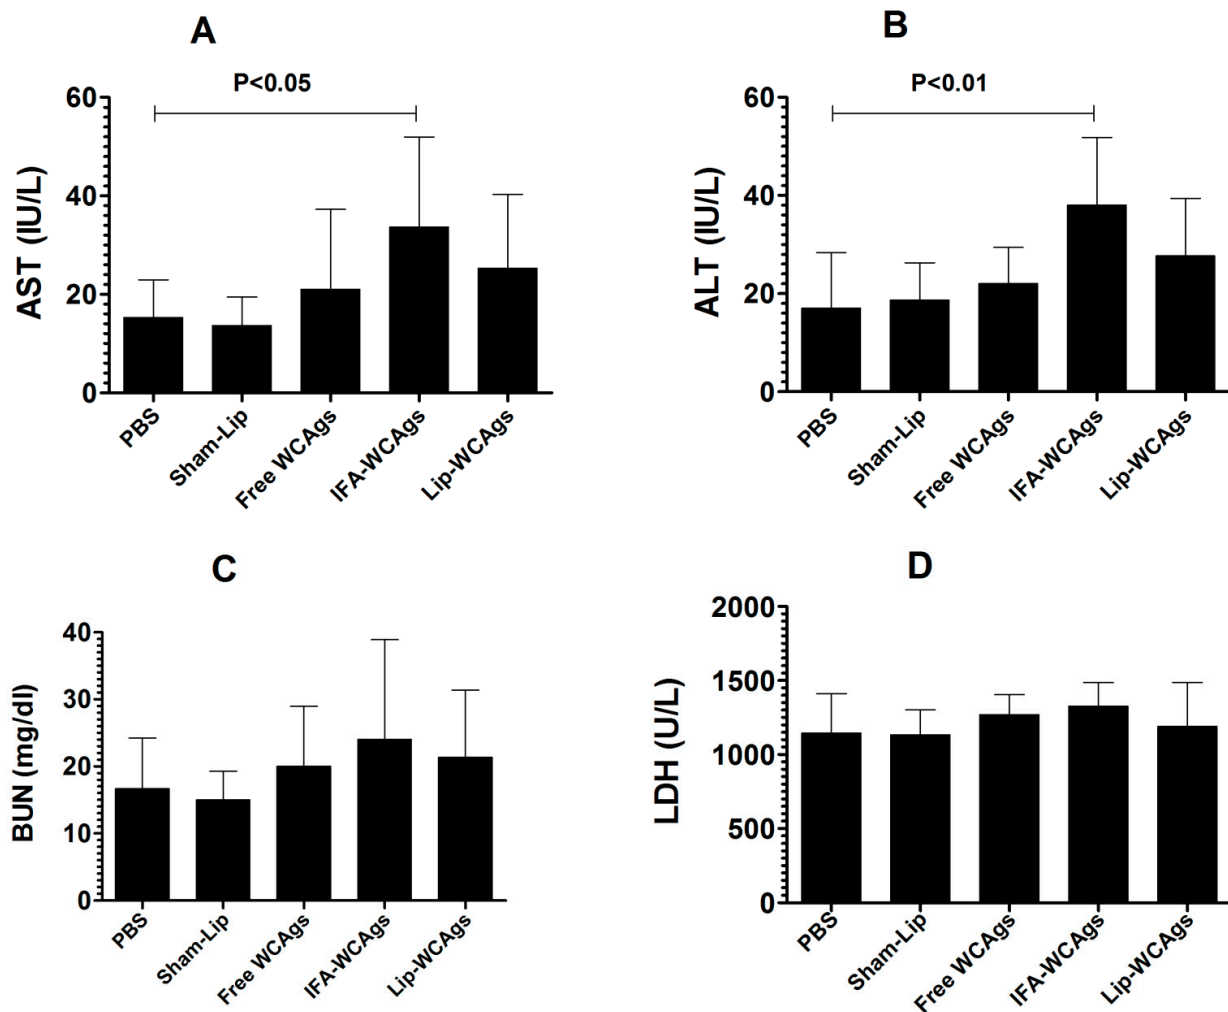 A
P<0.05
AST (IU/L)
60
40
20
0
PBS
Sham-Lip
Free WCAgs
IFA-WCAgs
Lip-WCAgs
B
P<0.01
ALT (IU/L)
60
40
20
0
PBS
Sham-Lip
Free WCAgs
IFA-WCAgs
Lip-WCAgs
C
BUN (mg/dl)
40
30
20
10
0
PBS
Sham-Lip
Free WCAgs
IFA-WCAgs
Lip-WCAgs
D
LDH (U/L)
2000
1500
1000
500
0
PBS
Sham-Lip
Free WCAgs
IFA-WCAgs
Lip-WCAgs